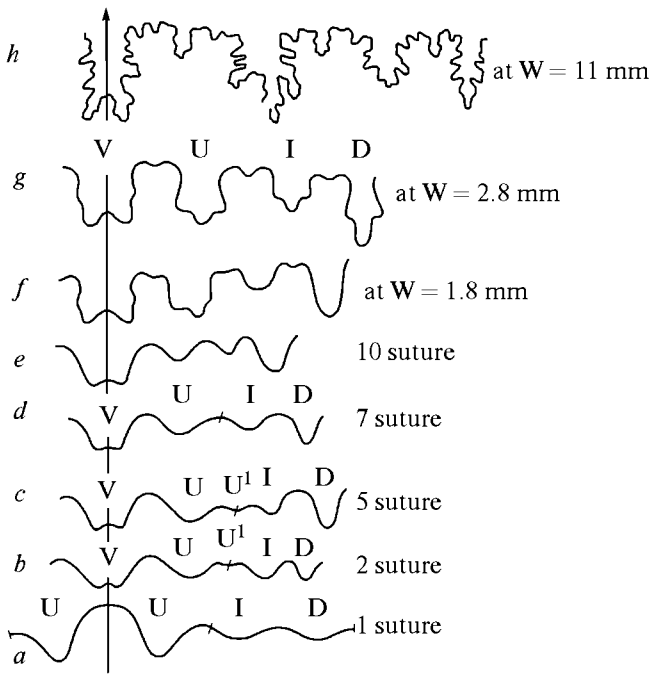 h at W = 11 mm
V U I D
g at W = 2.8 mm
f at W = 1.8 mm
e 10 suture
U I D
d V 7 suture
c V U U¹ I D 5 suture
b V U U¹ I D 2 suture
U U I D
a 1 suture